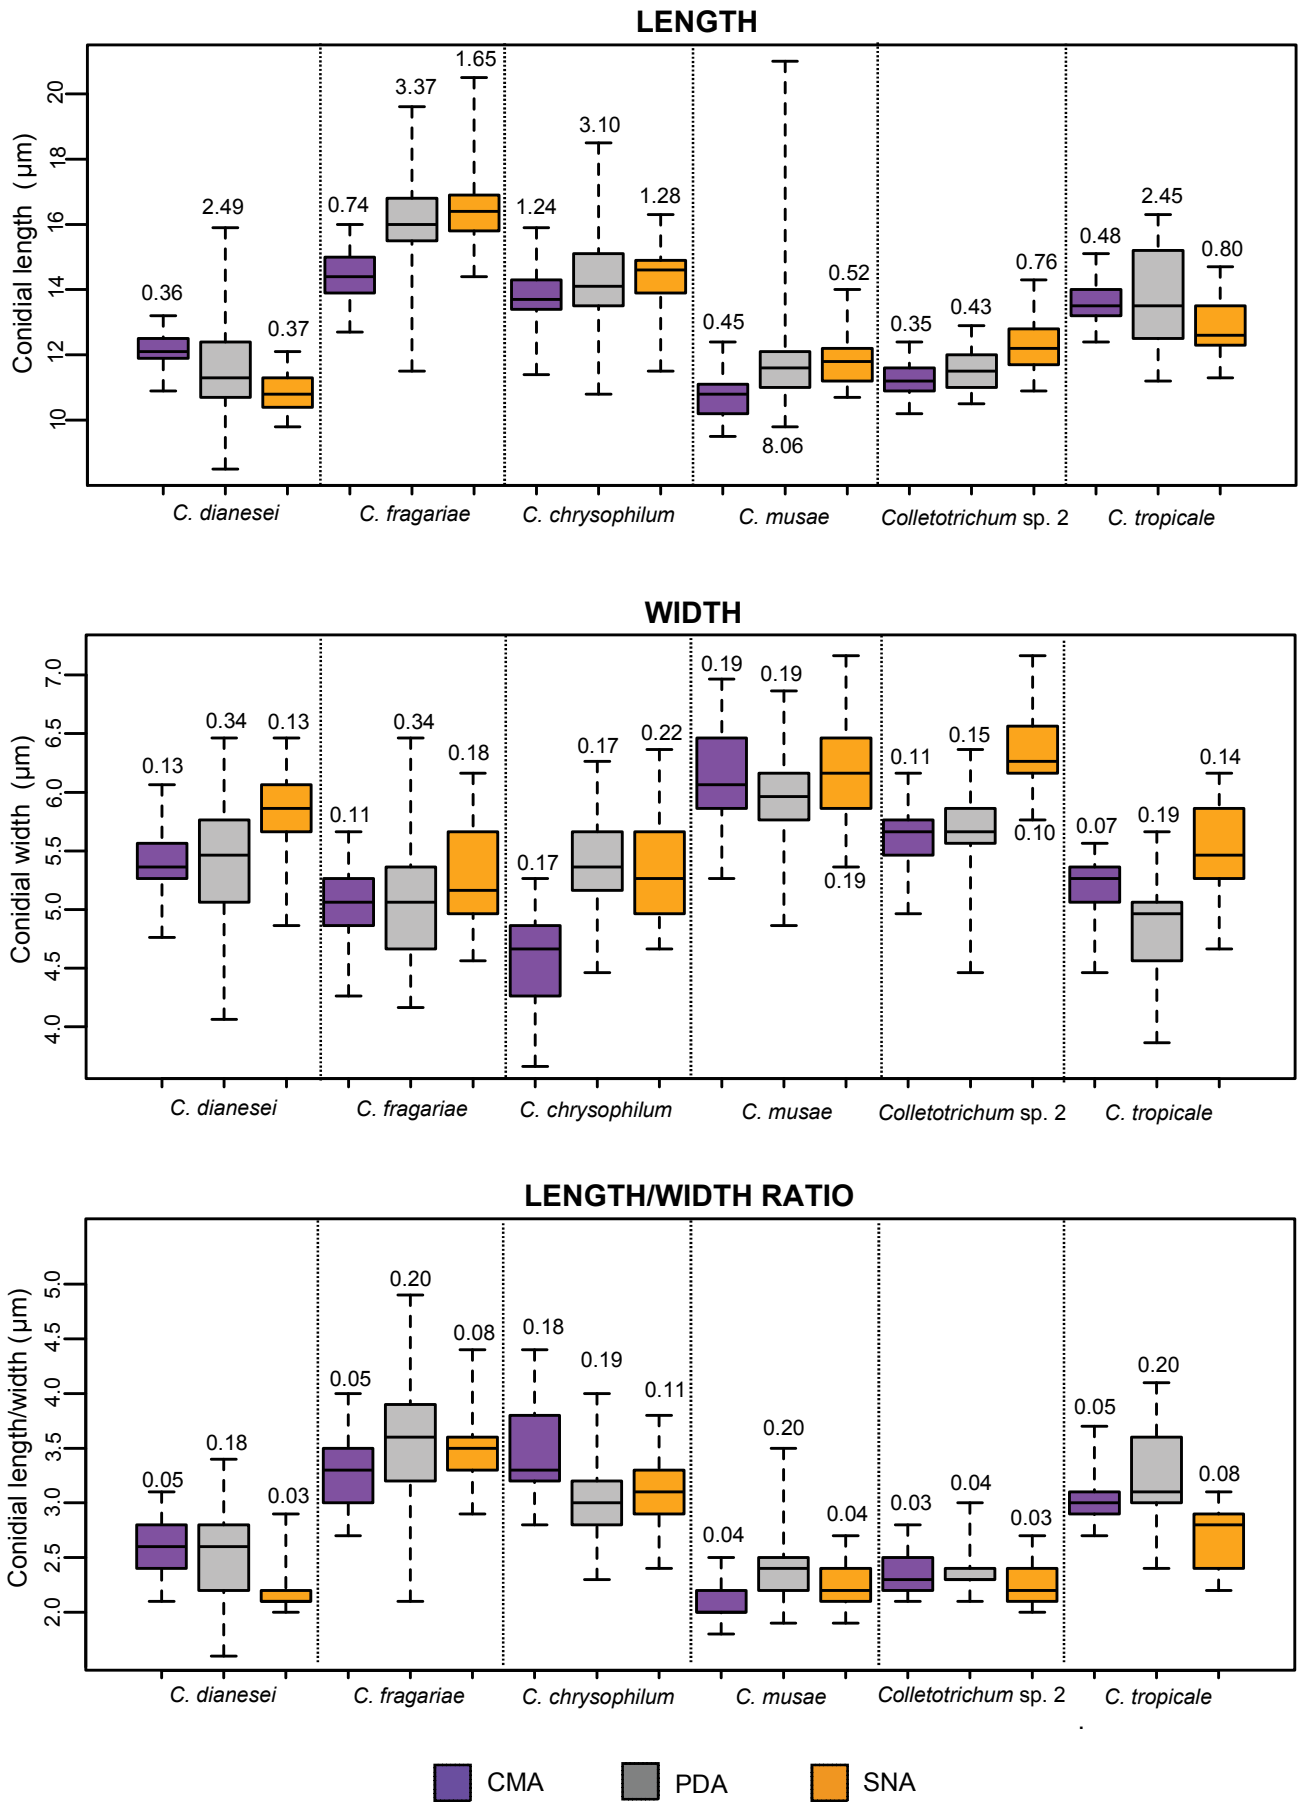 LENGTH
Conidial length (µm)
20
18
16
14
12
10
0.36
2.49
0.37
0.74
3.37
1.65
1.24
3.10
1.28
0.45
8.06
0.52
0.35
0.43
0.76
0.48
2.45
0.80
C. dianesei
C. fragariae
C. chrysophilum
C. musae
Colletotrichum sp. 2
C. tropicale
WIDTH
Conidial width (µm)
7.0
6.5
6.0
5.5
5.0
4.5
4.0
0.13
0.34
0.13
0.11
0.34
0.18
0.17
0.17
0.22
0.19
0.19
0.19
0.11
0.15
0.10
0.07
0.19
0.14
C. dianesei
C. fragariae
C. chrysophilum
C. musae
Colletotrichum sp. 2
C. tropicale
LENGTH/WIDTH RATIO
Conidial length/width (µm)
5.0
4.5
4.0
3.5
3.0
2.5
2.0
0.05
0.18
0.03
0.05
0.20
0.08
0.18
0.19
0.11
0.04
0.20
0.04
0.03
0.04
0.03
0.05
0.20
0.08
C. dianesei
C. fragariae
C. chrysophilum
C. musae
Colletotrichum sp. 2
C. tropicale
.
CMA
PDA
SNA